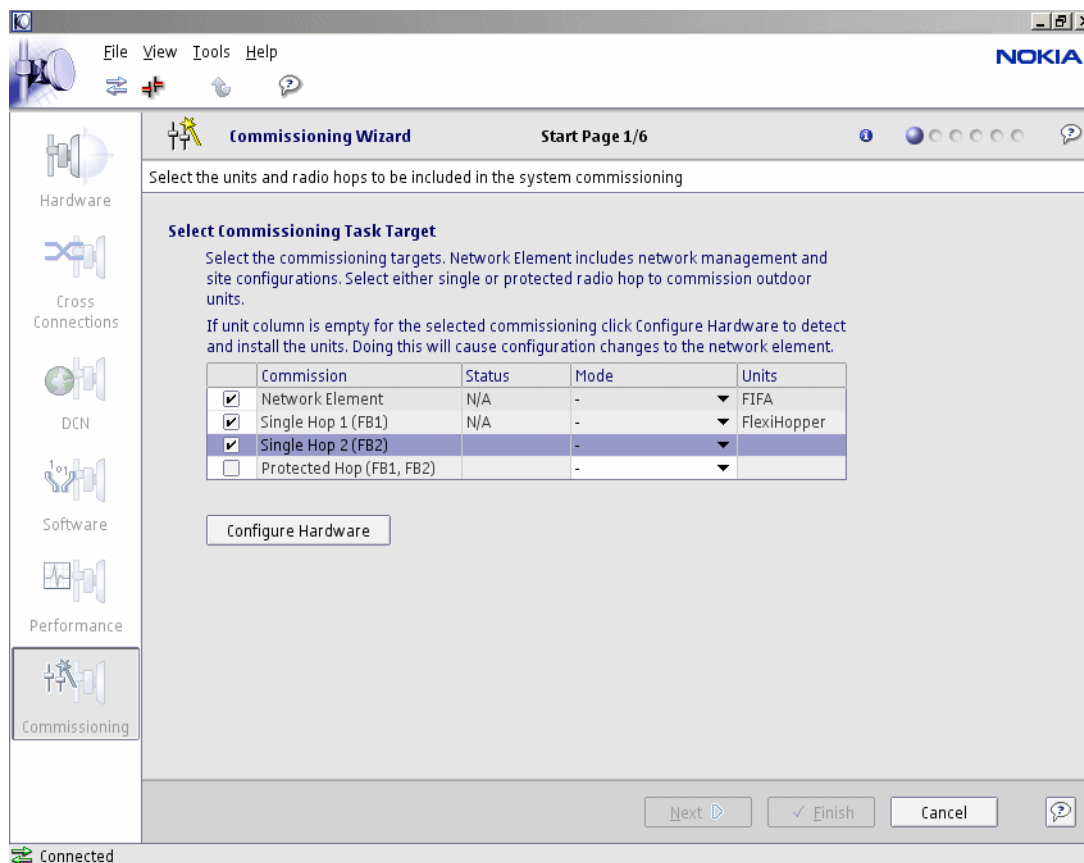 File View Tools Help
NOKIA
Commissioning Wizard Start Page 1/6
Select the units and radio hops to be included in the system commissioning
Hardware
Cross
Connections
DCN
Software
Performance
Commissioning
Select Commissioning Task Target
Select the commissioning targets. Network Element includes network management and
site configurations. Select either single or protected radio hop to commission outdoor
units.
If unit column is empty for the selected commissioning click Configure Hardware to detect
and install the units. Doing this will cause configuration changes to the network element.
Commission Status Mode Units
Network Element N/A - FIFA
Single Hop 1 (FB1) N/A - FlexiHopper
Single Hop 2 (FB2) -
Protected Hop (FB1, FB2) -
Configure Hardware
Next Finish Cancel
Connected